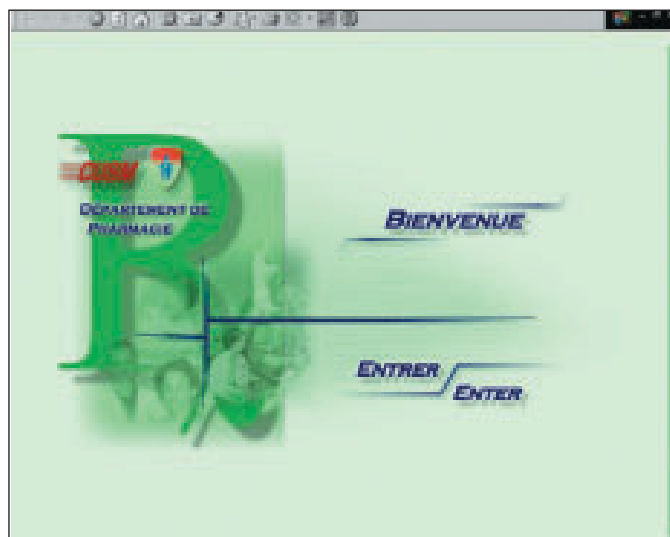 CUSM
DÉPARTEMENT DE
PHARMACIE
BIENVENUE
ENTRER
ENTER